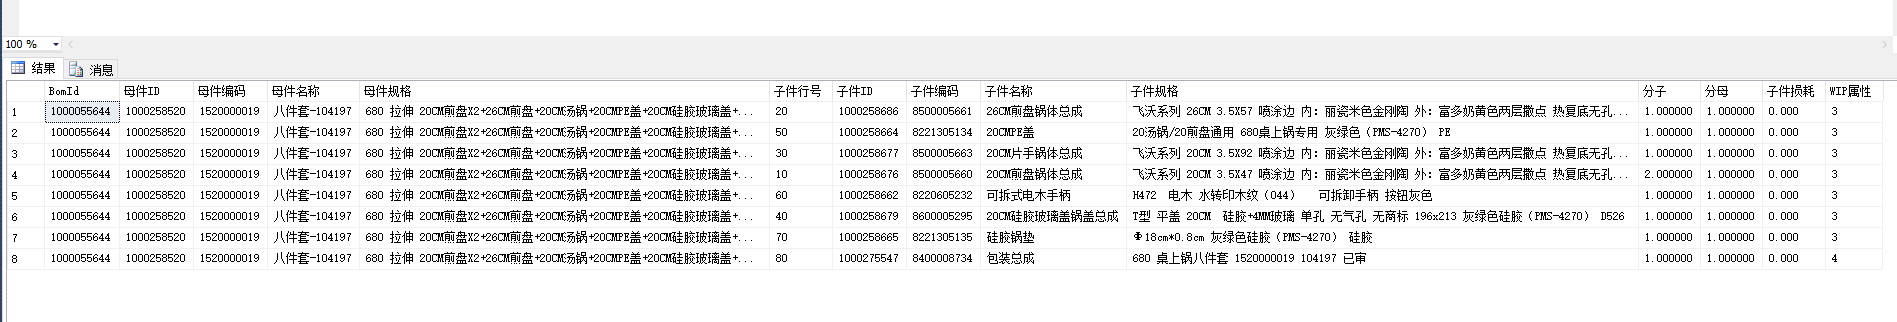 100 %
结果 消息
BomId 母件ID 母件编码 母件名称 母件规格 子件行号 子件ID 子件编码 子件名称 子件规格 分子 分母 子件损耗 WIP属性
1 1000055644 1000258520 1520000019 八件套-104197 680 拉伸 20CM煎盘X2+26CM煎盘+20CM汤锅+20CMPE盖+20CM硅胶玻璃盖+... 20 1000258686 8500005661 26CM煎盘锅体总成 飞沃系列 26CM 3.5X57 喷涂边 内: 丽瓷米色金刚陶 外: 富多奶黄色两层撒点 热复底无孔... 1.000000 1.000000 0.000 3
2 1000055644 1000258520 1520000019 八件套-104197 680 拉伸 20CM煎盘X2+26CM煎盘+20CM汤锅+20CMPE盖+20CM硅胶玻璃盖+... 50 1000258664 8221305134 20CMPE盖 20汤锅/20煎盘通用 680桌上锅专用 灰绿色（PMS-4270） PE 1.000000 1.000000 0.000 3
3 1000055644 1000258520 1520000019 八件套-104197 680 拉伸 20CM煎盘X2+26CM煎盘+20CM汤锅+20CMPE盖+20CM硅胶玻璃盖+... 30 1000258677 8500005663 20CM片手锅体总成 飞沃系列 20CM 3.5X92 喷涂边 内: 丽瓷米色金刚陶 外: 富多奶黄色两层撒点 热复底无孔... 1.000000 1.000000 0.000 3
4 1000055644 1000258520 1520000019 八件套-104197 680 拉伸 20CM煎盘X2+26CM煎盘+20CM汤锅+20CMPE盖+20CM硅胶玻璃盖+... 10 1000258676 8500005660 20CM煎盘锅体总成 飞沃系列 20CM 3.5X47 喷涂边 内: 丽瓷米色金刚陶 外: 富多奶黄色两层撒点 热复底无孔... 2.000000 1.000000 0.000 3
5 1000055644 1000258520 1520000019 八件套-104197 680 拉伸 20CM煎盘X2+26CM煎盘+20CM汤锅+20CMPE盖+20CM硅胶玻璃盖+... 60 1000258662 8220605232 可拆式电木手柄 H472 电木 水转印木纹（044） 可拆卸手柄 按钮灰色 1.000000 1.000000 0.000 3
6 1000055644 1000258520 1520000019 八件套-104197 680 拉伸 20CM煎盘X2+26CM煎盘+20CM汤锅+20CMPE盖+20CM硅胶玻璃盖+... 40 1000258679 8600005295 20CM硅胶玻璃盖锅盖总成 T型 平盖 20CM 硅胶+4MM玻璃 单孔 无气孔 无商标 196x213 灰绿色硅胶（PMS-4270） D526 1.000000 1.000000 0.000 3
7 1000055644 1000258520 1520000019 八件套-104197 680 拉伸 20CM煎盘X2+26CM煎盘+20CM汤锅+20CMPE盖+20CM硅胶玻璃盖+... 70 1000258665 8221305135 硅胶锅垫 Φ18cm*0.8cm 灰绿色硅胶（PMS-4270） 硅胶 1.000000 1.000000 0.000 3
8 1000055644 1000258520 1520000019 八件套-104197 680 拉伸 20CM煎盘X2+26CM煎盘+20CM汤锅+20CMPE盖+20CM硅胶玻璃盖+... 80 1000275547 8400008734 包装总成 680 桌上锅八件套 1520000019 104197 已审 1.000000 1.000000 0.000 4